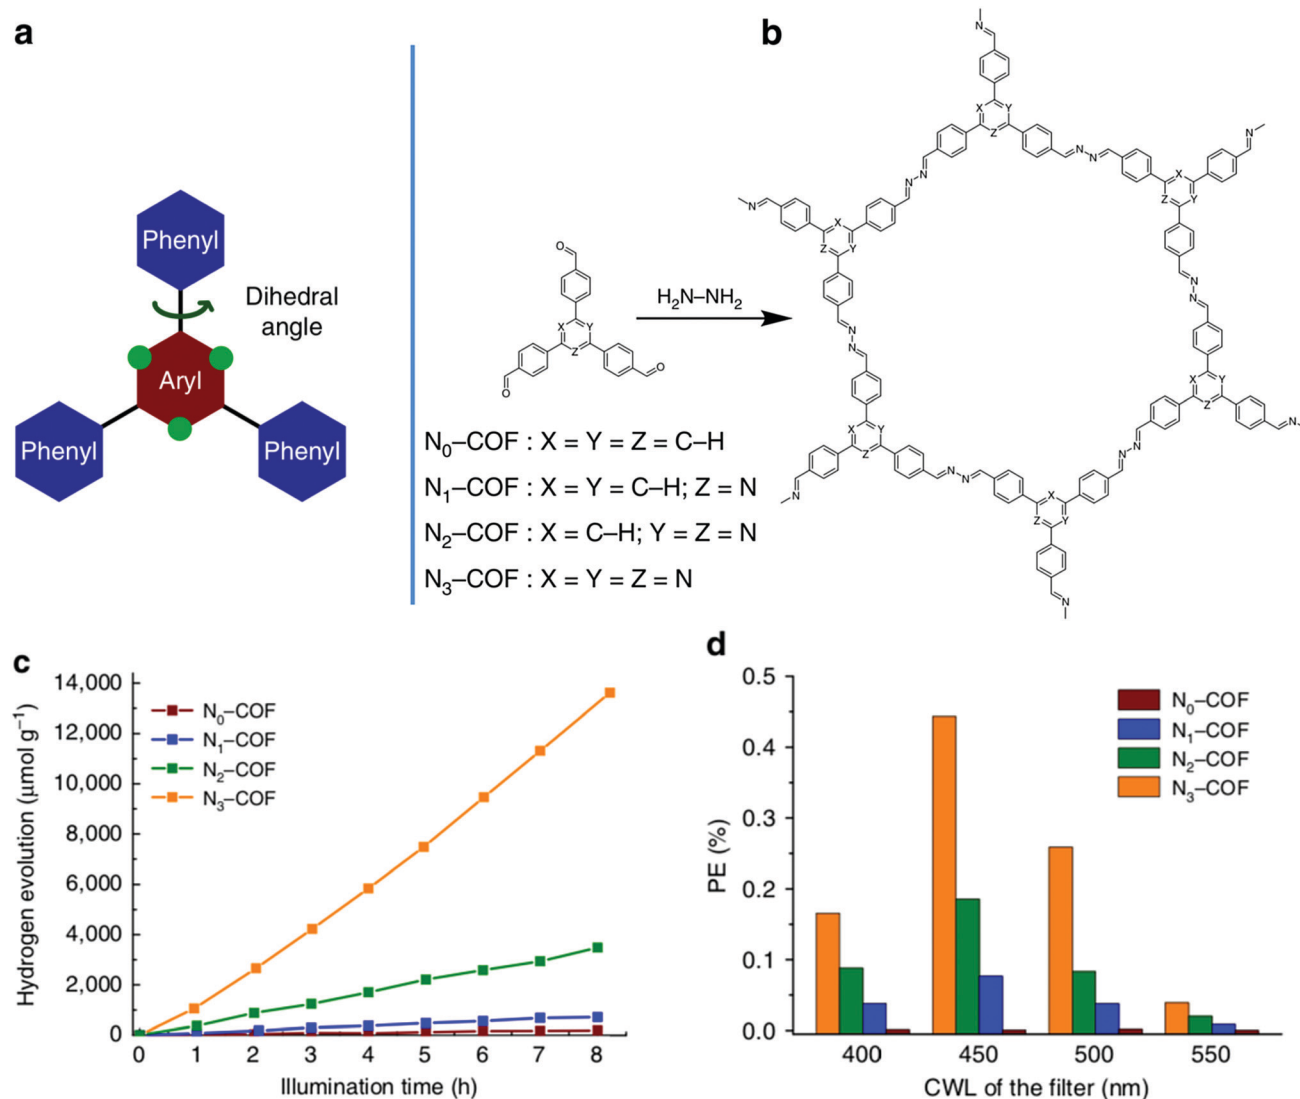 a
Phenyl
Dihedral
angle
Aryl
Phenyl
Phenyl
H₂N–NH₂
O
X Y
Z
O
O
N₀–COF : X = Y = Z = C–H
N₁–COF : X = Y = C–H; Z = N
N₂–COF : X = C–H; Y = Z = N
N₃–COF : X = Y = Z = N
b
N
X Y
Z
N N
N
N
X
Z Y
N
N
X
Z Y
N
N
N
N
N
X Y
Z
N
X Y
Z
N
N N
N
N
X
Z Y
N
c
Hydrogen evolution (μmol g⁻¹)
14,000
12,000
10,000
8,000
6,000
4,000
2,000
0
N₀–COF
N₁–COF
N₂–COF
N₃–COF
0 1 2 3 4 5 6 7 8
Illumination time (h)
d
PE (%)
0.5
0.4
0.3
0.2
0.1
0.0
N₀–COF
N₁–COF
N₂–COF
N₃–COF
400 450 500 550
CWL of the filter (nm)